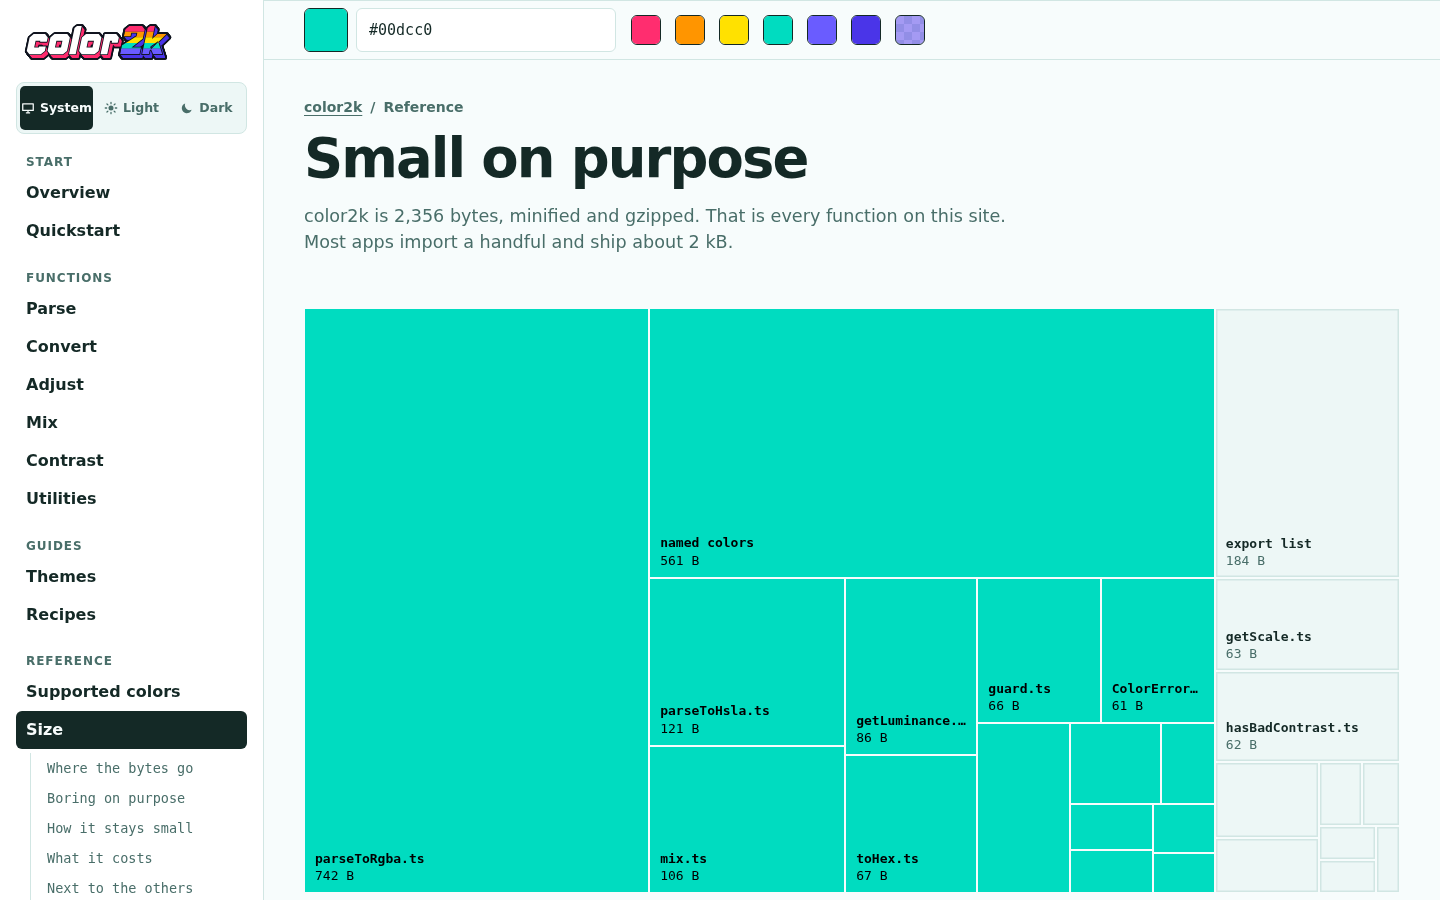 color2k
System
Light
Dark
START
Overview
Quickstart
FUNCTIONS
Parse
Convert
Adjust
Mix
Contrast
Utilities
GUIDES
Themes
Recipes
REFERENCE
Supported colors
Size
Where the bytes go
Boring on purpose
How it stays small
What it costs
Next to the others
#00dcc0
color2k / Reference
Small on purpose
color2k is 2,356 bytes, minified and gzipped. That is every function on this site.
Most apps import a handful and ship about 2 kB.
parseToRgba.ts
742 B
named colors
561 B
parseToHsla.ts
121 B
mix.ts
106 B
getLuminance.…
86 B
toHex.ts
67 B
guard.ts
66 B
ColorError…
61 B
export list
184 B
getScale.ts
63 B
hasBadContrast.ts
62 B